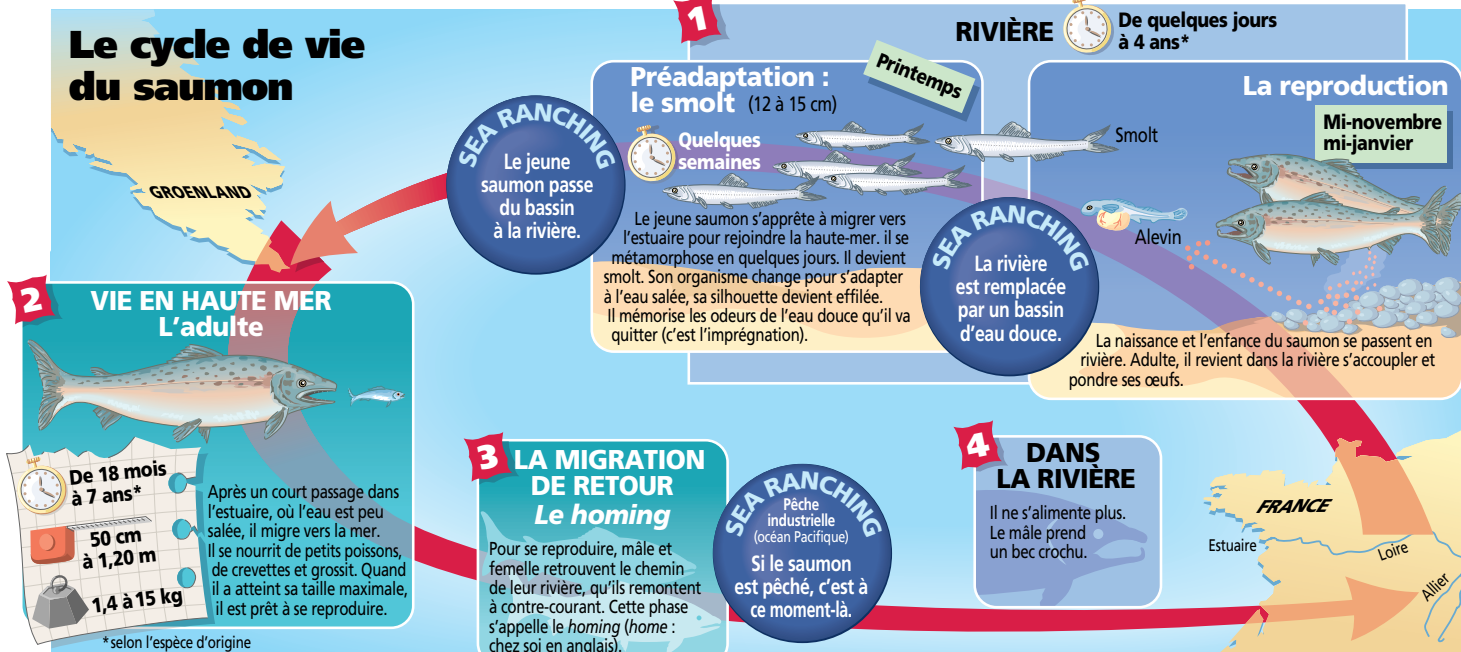 Le cycle de vie
du saumon
GROENLAND
1
RIVIÈRE
De quelques jours
à 4 ans*
Préadaptation :
le smolt (12 à 15 cm)
Printemps
Quelques
semaines
Smolt
Le jeune saumon s'apprête à migrer vers
l'estuaire pour rejoindre la haute-mer. il se
métamorphose en quelques jours. Il devient
smolt. Son organisme change pour s'adapter
à l'eau salée, sa silhouette devient effilée.
Il mémorise les odeurs de l'eau douce qu'il va
quitter (c'est l'imprégnation).
SEA RANCHING
Le jeune
saumon passe
du bassin
à la rivière.
La reproduction
Mi-novembre
mi-janvier
Alevin
La naissance et l'enfance du saumon se passent en
rivière. Adulte, il revient dans la rivière s'accoupler et
pondre ses œufs.
SEA RANCHING
La rivière
est remplacée
par un bassin
d'eau douce.
2
VIE EN HAUTE MER
L'adulte
De 18 mois
à 7 ans*
50 cm
à 1,20 m
1,4 à 15 kg
Après un court passage dans
l'estuaire, où l'eau est peu
salée, il migre vers la mer.
Il se nourrit de petits poissons,
de crevettes et grossit. Quand
il a atteint sa taille maximale,
il est prêt à se reproduire.
*selon l'espèce d'origine
3
LA MIGRATION
DE RETOUR
Le homing
Pour se reproduire, mâle et
femelle retrouvent le chemin
de leur rivière, qu'ils remontent
à contre-courant. Cette phase
s'appelle le homing (home :
chez soi en anglais).
SEA RANCHING
Pêche
industrielle
(océan Pacifique)
Si le saumon
est pêché, c'est à
ce moment-là.
4
DANS
LA RIVIÈRE
Il ne s'alimente plus.
Le mâle prend
un bec crochu.
FRANCE
Estuaire
Loire
Allier